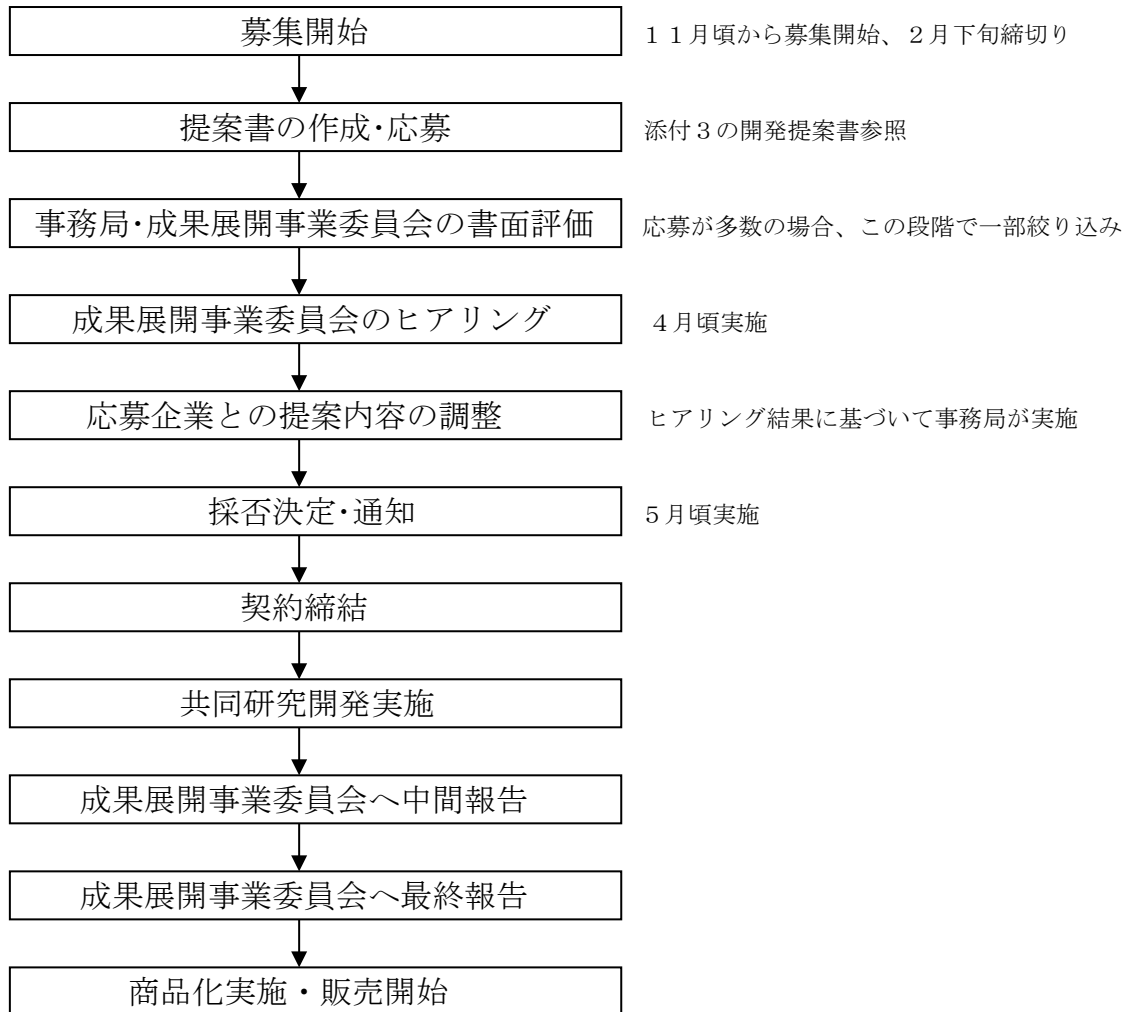 募集開始
１１月頃から募集開始、２月下旬締切り
提案書の作成･応募
添付３の開発提案書参照
事務局･成果展開事業委員会の書面評価
応募が多数の場合、この段階で一部絞り込み
成果展開事業委員会のヒアリング
４月頃実施
応募企業との提案内容の調整
ヒアリング結果に基づいて事務局が実施
採否決定･通知
５月頃実施
契約締結
共同研究開発実施
成果展開事業委員会へ中間報告
成果展開事業委員会へ最終報告
商品化実施・販売開始